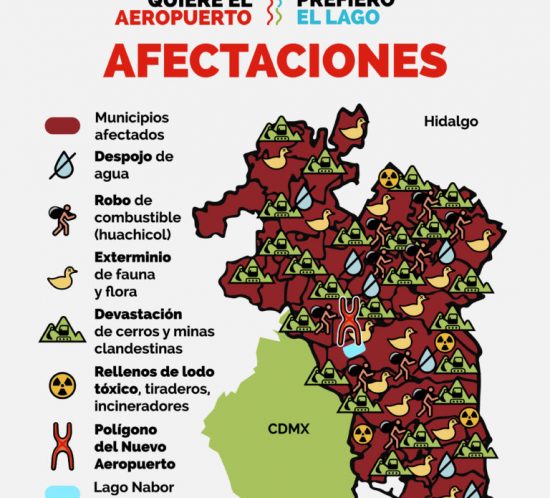 QUIERE EL
AEROPUERTO
PREFIERO
EL LAGO
AFECTACIONES
Municipios
afectados
Despojo de
agua
Robo de
combustible
(huachicol)
Exterminio
de fauna
y flora
Devastación
de cerros y minas
clandestinas
Rellenos de lodo
tóxico, tiraderos,
incineradores
Polígono
del Nuevo
Aeropuerto
Lago Nabor
Hidalgo
CDMX